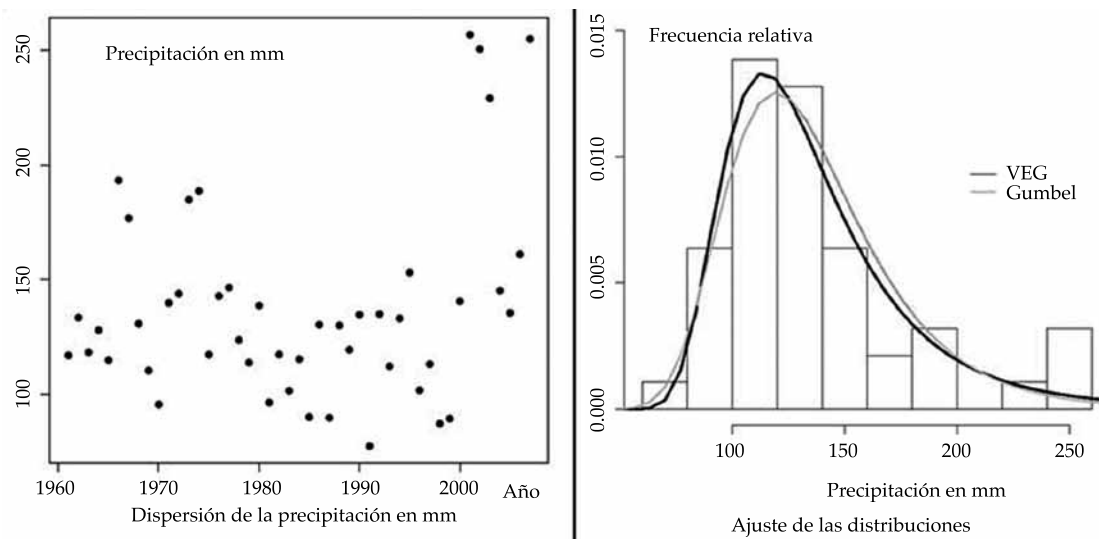 Precipitación en mm
250
200
150
100
1960
1970
1980
1990
2000
Año
Dispersión de la precipitación en mm
Frecuencia relativa
0.015
0.010
0.005
0.000
VEG
Gumbel
100
150
200
250
Precipitación en mm
Ajuste de las distribuciones